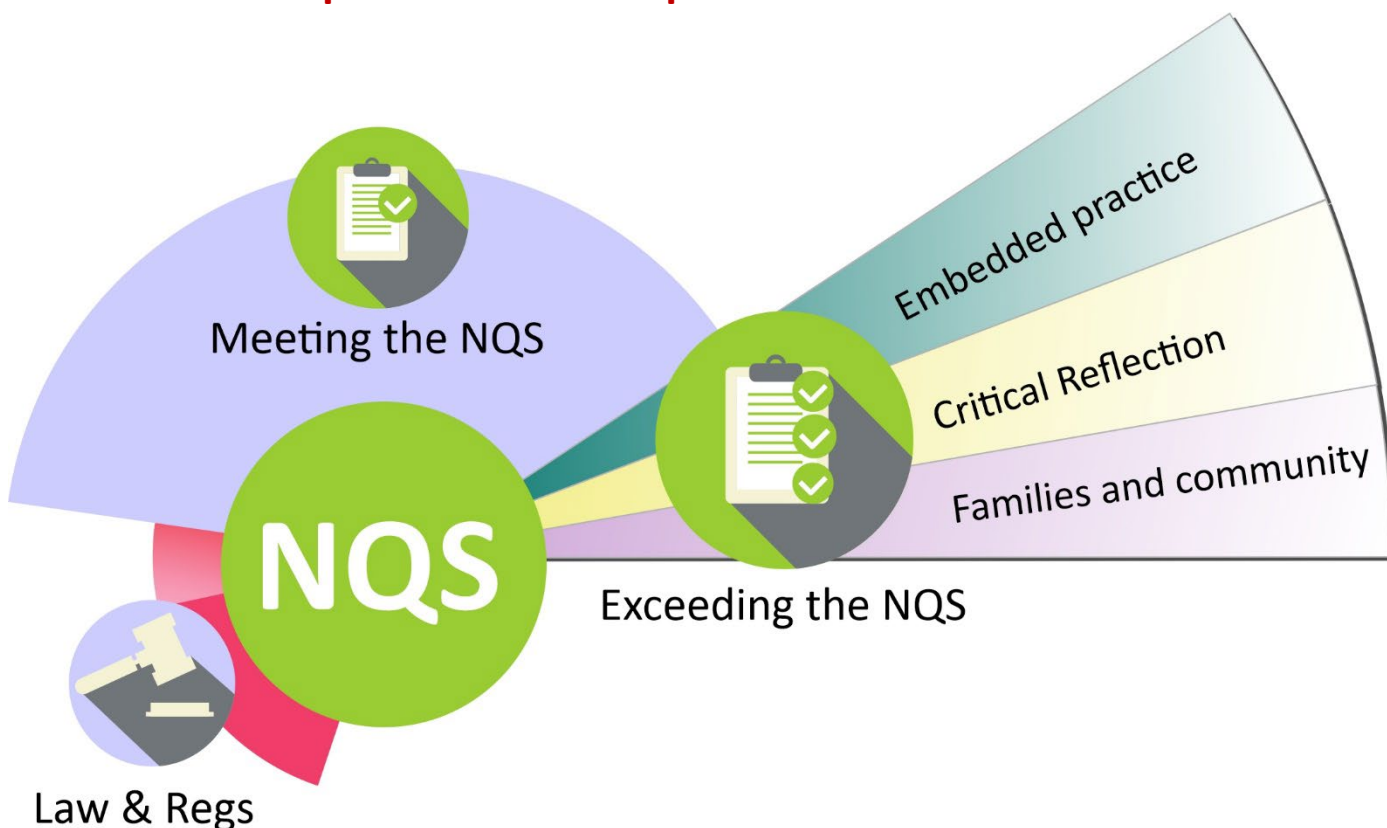 Meeting the NQS
Embedded practice
Critical Reflection
Families and community
NQS
Exceeding the NQS
Law & Regs